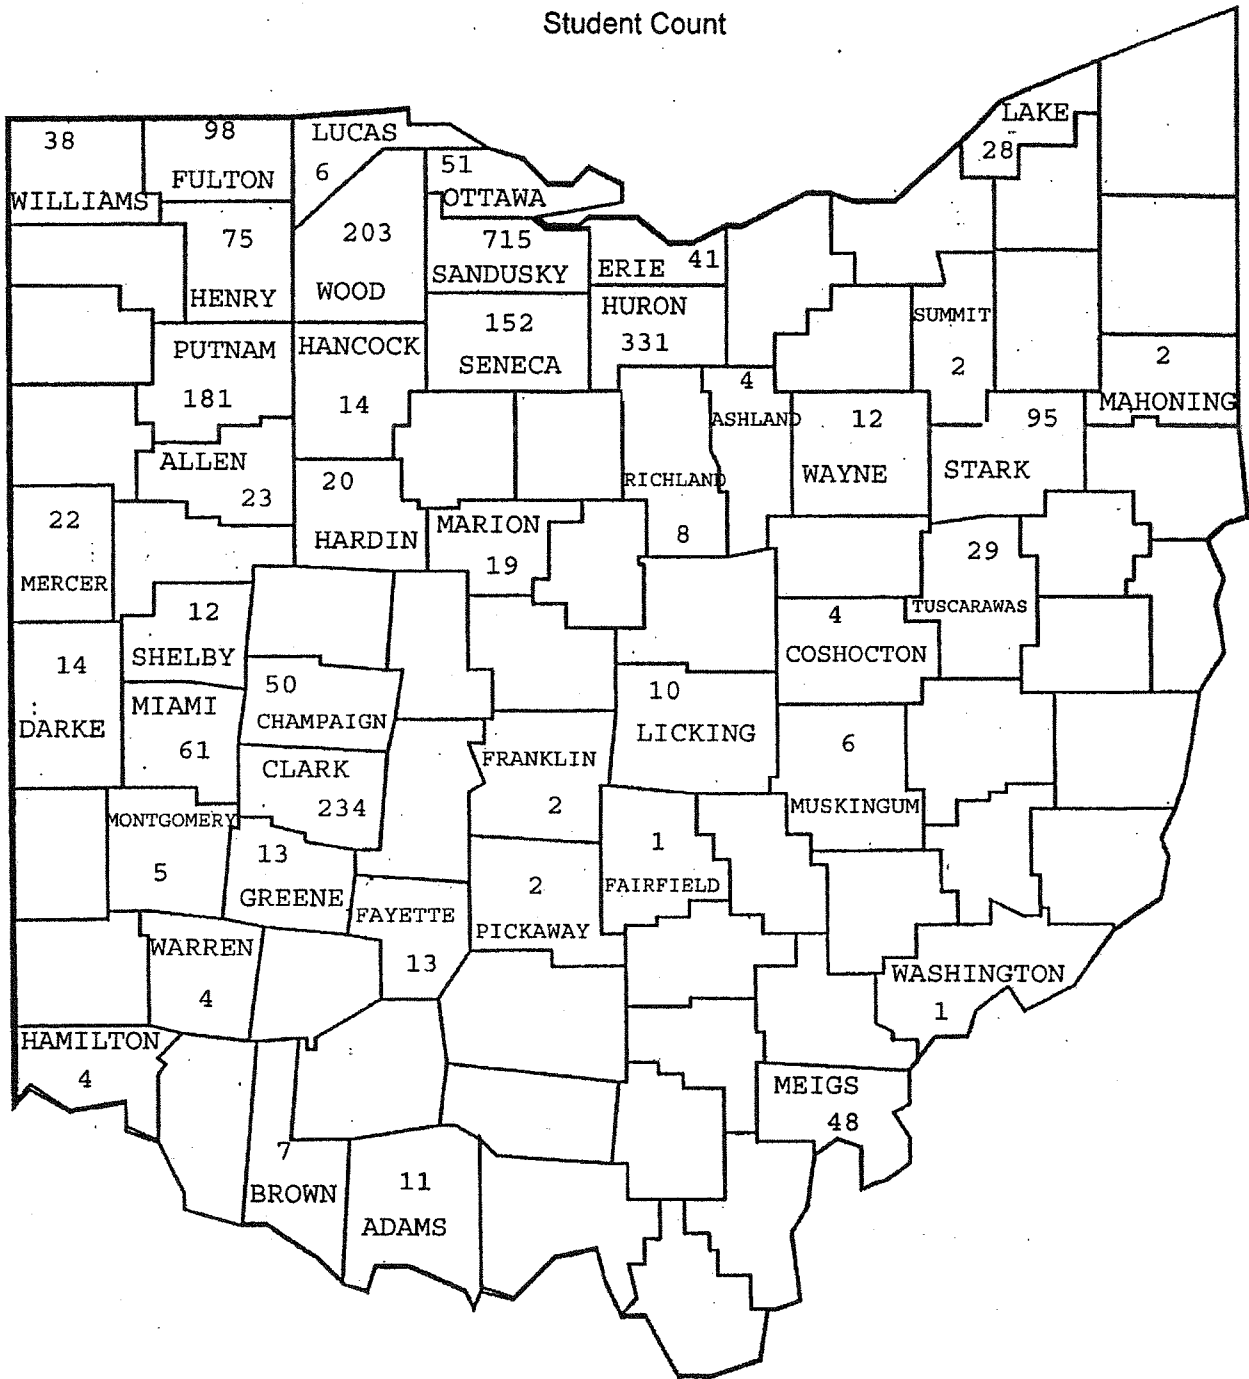 Student Count
LAKE
28
38
WILLIAMS
98
FULTON
LUCAS
6
51
OTTAWA
75
HENRY
203
WOOD
715
SANDUSKY
ERIE 41
HURON
331
SUMMIT
2
2
MAHONING
PUTNAM
181
HANCOCK
14
152
SENECA
4
ASHLAND
12
WAYNE
95
STARK
ALLEN
23
20
HARDIN
MARION
19
RICHLAND
8
22
MERCER
29
TUSCARAWAS
12
SHELBY
4
COSHOCTON
14
DARKE
MIAMI
61
50
CHAMPAIGN
10
LICKING
6
MUSKINGUM
CLARK
234
FRANKLIN
2
MONTGOMERY
5
13
GREENE
1
FAIRFIELD
2
PICKAWAY
FAYETTE
13
WARREN
4
WASHINGTON
1
HAMILTON
4
MEIGS
48
7
BROWN
11
ADAMS